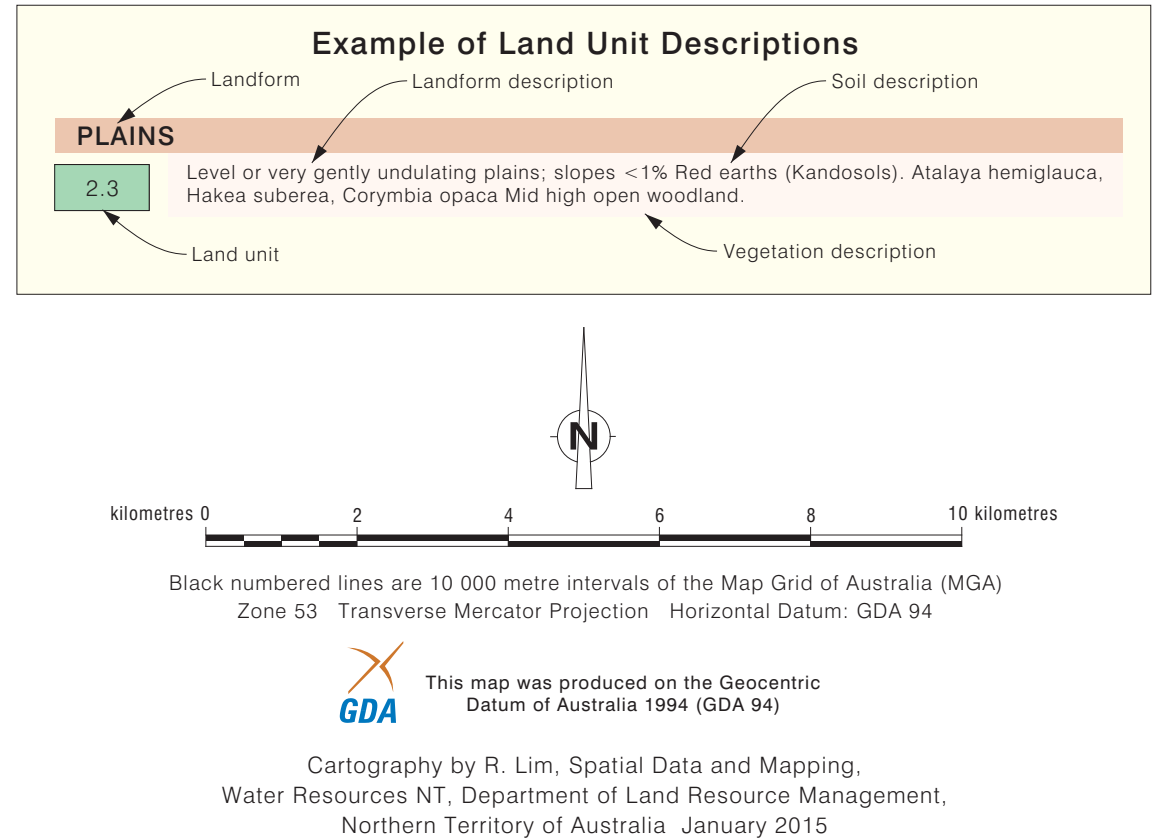 Example of Land Unit Descriptions
Landform
Landform description
Soil description
PLAINS
2.3
Level or very gently undulating plains; slopes <1% Red earths (Kandosols). Atalaya hemiglauca,
Hakea suberea, Corymbia opaca Mid high open woodland.
Land unit
Vegetation description
N
kilometres 0 2 4 6 8 10 kilometres
Black numbered lines are 10 000 metre intervals of the Map Grid of Australia (MGA)
Zone 53 Transverse Mercator Projection Horizontal Datum: GDA 94
GDA
This map was produced on the Geocentric
Datum of Australia 1994 (GDA 94)
Cartography by R. Lim, Spatial Data and Mapping,
Water Resources NT, Department of Land Resource Management,
Northern Territory of Australia January 2015